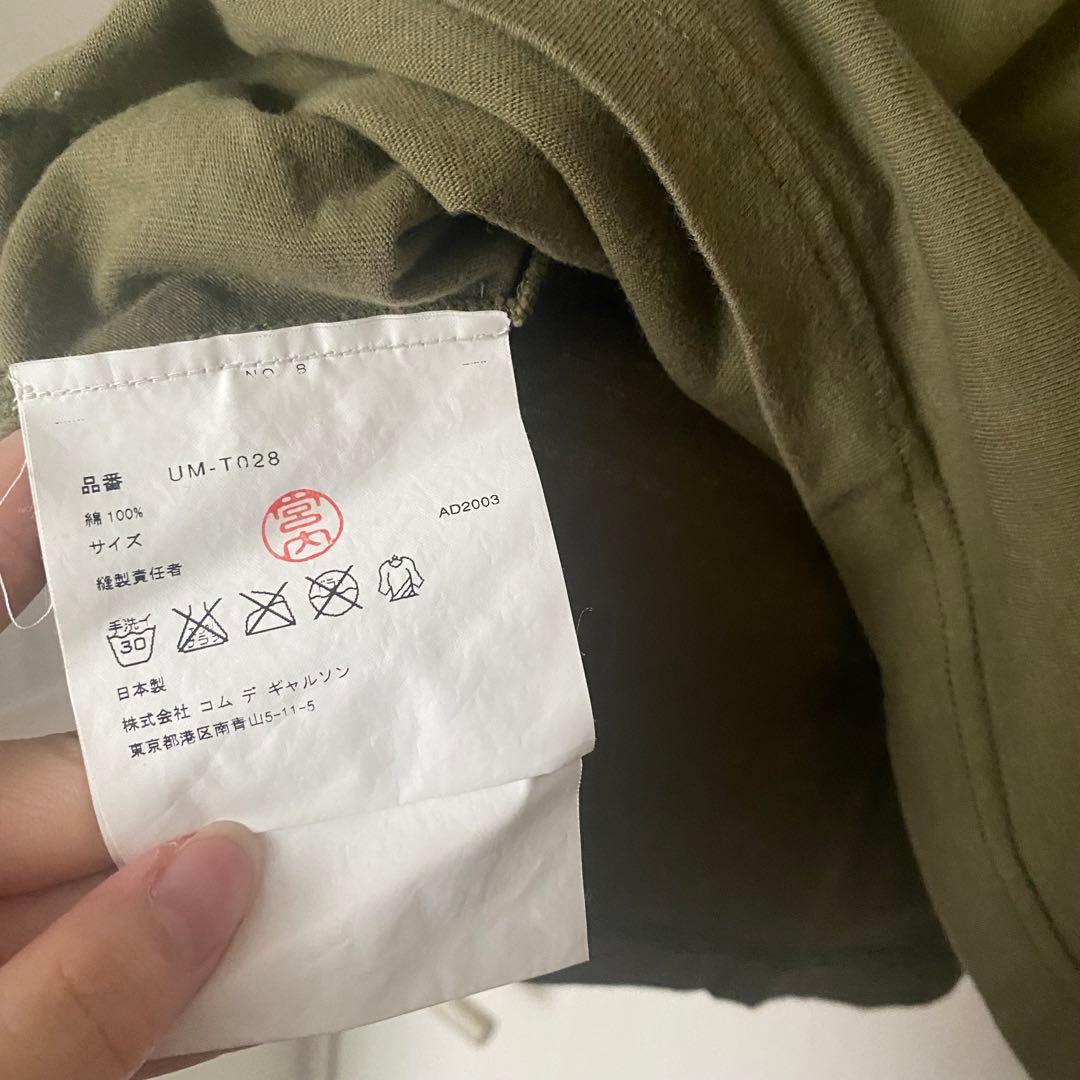 NO. 8
品番 UM-T028
綿 100% AD2003
サイズ
縫製責任者 宮内
手洗イ
30
日本製
株式会社 コム デ ギャルソン
東京都港区南青山5-11-5